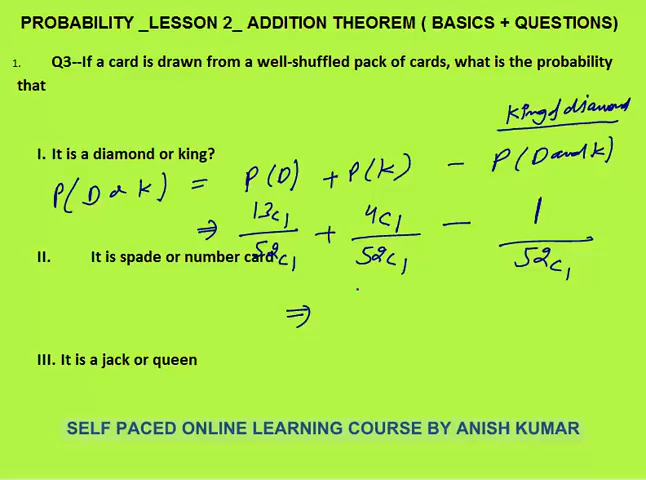 PROBABILITY _LESSON 2_ ADDITION THEOREM ( BASICS + QUESTIONS)
1. Q3--If a card is drawn from a well-shuffled pack of cards, what is the probability
that
King of diamond
I. It is a diamond or king?
P(D or K) = P(D) + P(K) - P(D and K)
⇒ 13C1/52C1 + 4C1/52C1 - 1/52C1
II. It is spade or number card
⇒
III. It is a jack or queen
SELF PACED ONLINE LEARNING COURSE BY ANISH KUMAR